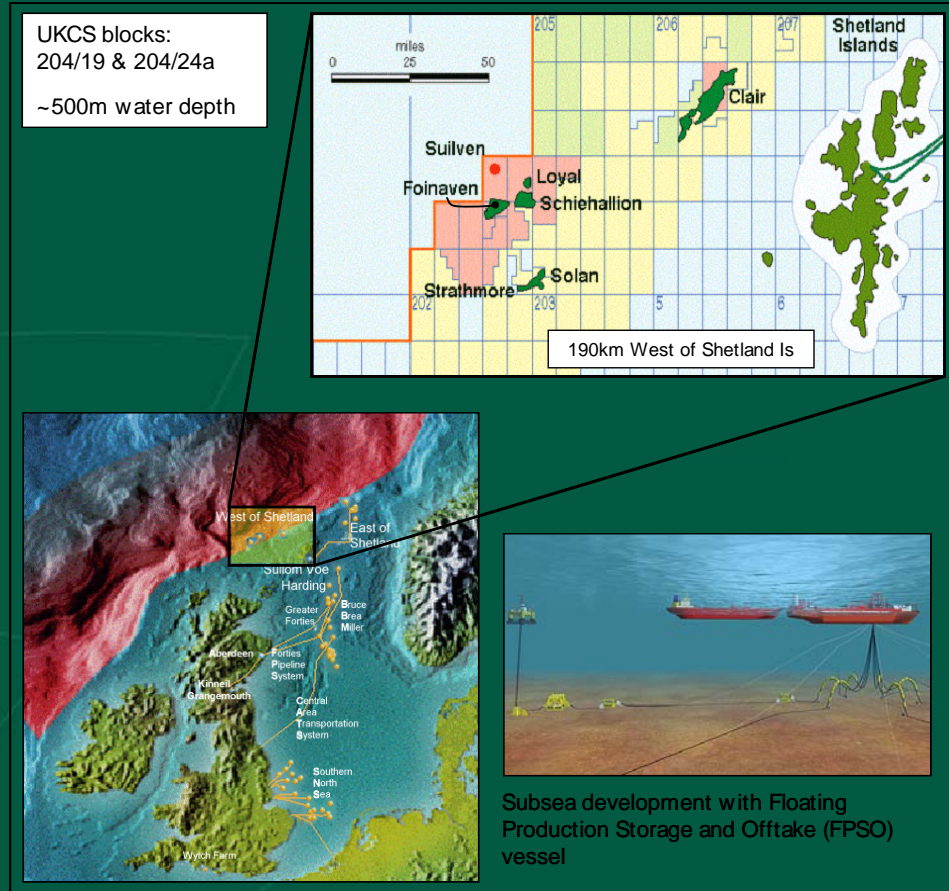 UKCS blocks:
204/19 & 204/24a
~500m water depth
miles
0 25 50
205
206
207
Shetland
Islands
Clair
Suilven
Loyal
Foinaven
Schiehallion
Solan
Strathmore
202
203
5
6
7
190km West of Shetland Is
West of Shetland
East of
Shetland
Sullom Voe
Harding
Greater
Forties
Bruce
Brea
Miller
Aberdeen
Forties
Pipeline
System
Kinneil
Grangemouth
Central
Area
Transportation
System
Southern
North
Sea
Wytch Farm
Subsea development with Floating
Production Storage and Offtake (FPSO)
vessel